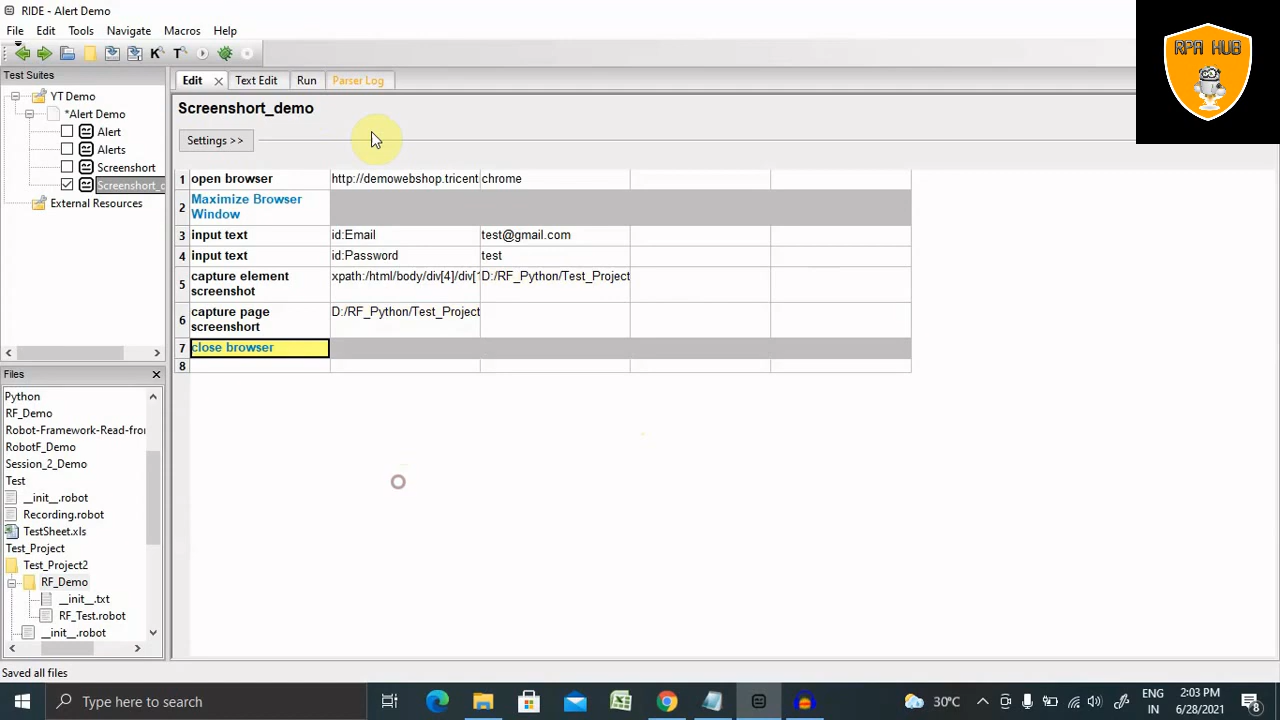 RIDE - Alert Demo
File Edit Tools Navigate Macros Help
RPA HUB
Test Suites
Edit Text Edit Run Parser Log
YT Demo
*Alert Demo
Alert
Alerts
Screenshort
Screenshort_c
External Resources
Screenshort_demo
Settings >>
1 open browser http://demowebshop.tricent chrome
2 Maximize Browser
Window
3 input text id:Email test@gmail.com
4 input text id:Password test
5 capture element
screenshot xpath:/html/body/div[4]/div[1 D:/RF_Python/Test_Project
6 capture page
screenshort D:/RF_Python/Test_Project
7 close browser
8
Files
Python
RF_Demo
Robot-Framework-Read-fror
RobotF_Demo
Session_2_Demo
Test
__init__.robot
Recording.robot
TestSheet.xls
Test_Project
Test_Project2
RF_Demo
__init__.txt
RF_Test.robot
__init__.robot
Saved all files
Type here to search
30°C
ENG
IN
2:03 PM
6/28/2021
8